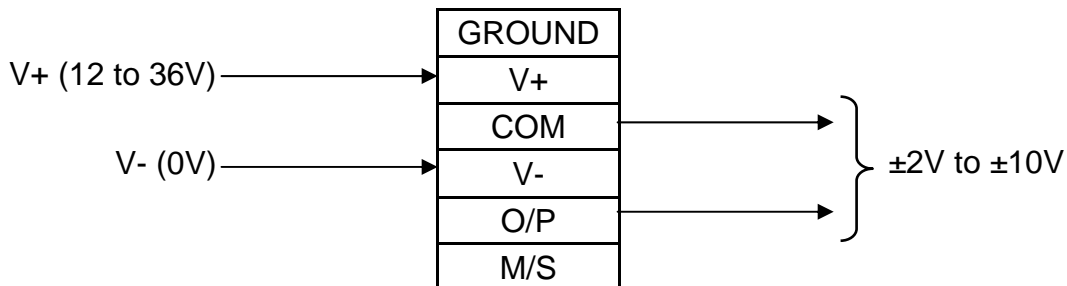 GROUND
V+ (12 to 36V)
V+
COM
V- (0V)
V-
±2V to ±10V
O/P
M/S